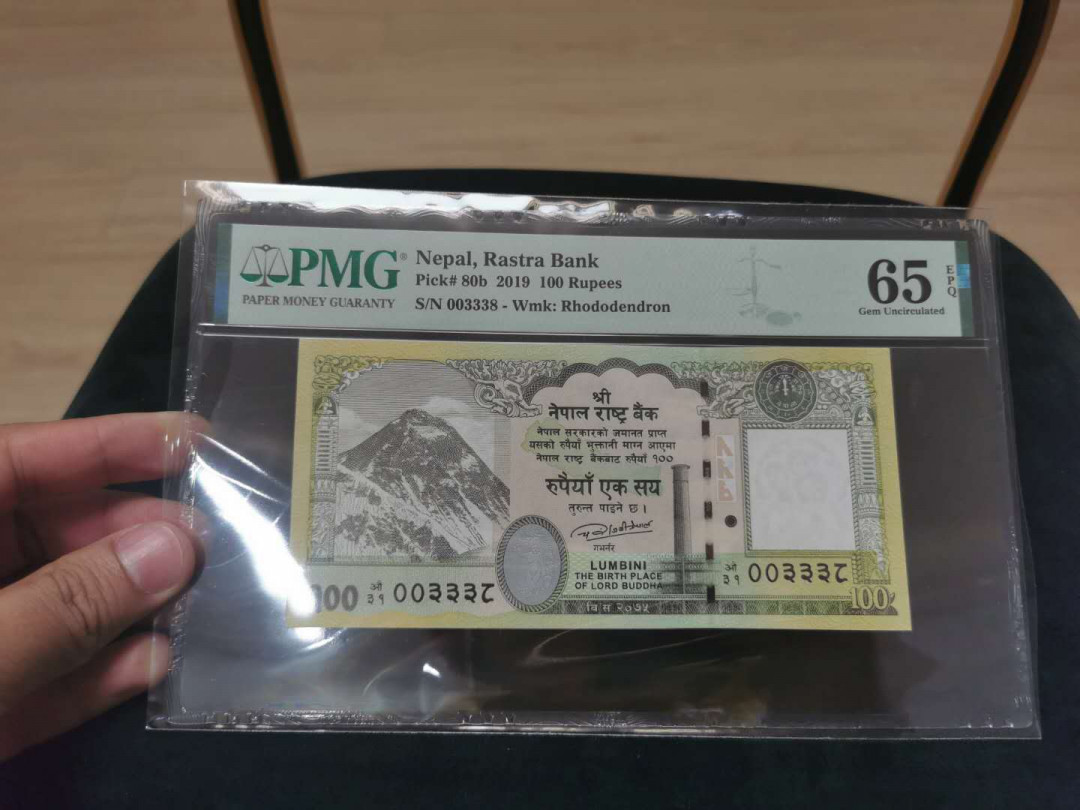 PMG®
PAPER MONEY GUARANTY
Nepal, Rastra Bank
Pick# 80b 2019 100 Rupees
S/N 003338 - Wmk: Rhododendron
65
EPQ
Gem Uncirculated
श्री
नेपाल राष्ट्र बैंक
नेपाल सरकारको जमानत प्राप्त
यसको रुपैयाँ भुक्तानी माग्न आएमा
नेपाल राष्ट्र बैंकबाट रुपैयाँ १००
रुपैयाँ एक सय
तुरुन्त पाइने छ।
गभर्नर
LUMBINI
THE BIRTH PLACE
OF LORD BUDDHA
वि सं २०७५
100
३१ ००३३३८
३१ ००३३३८
100